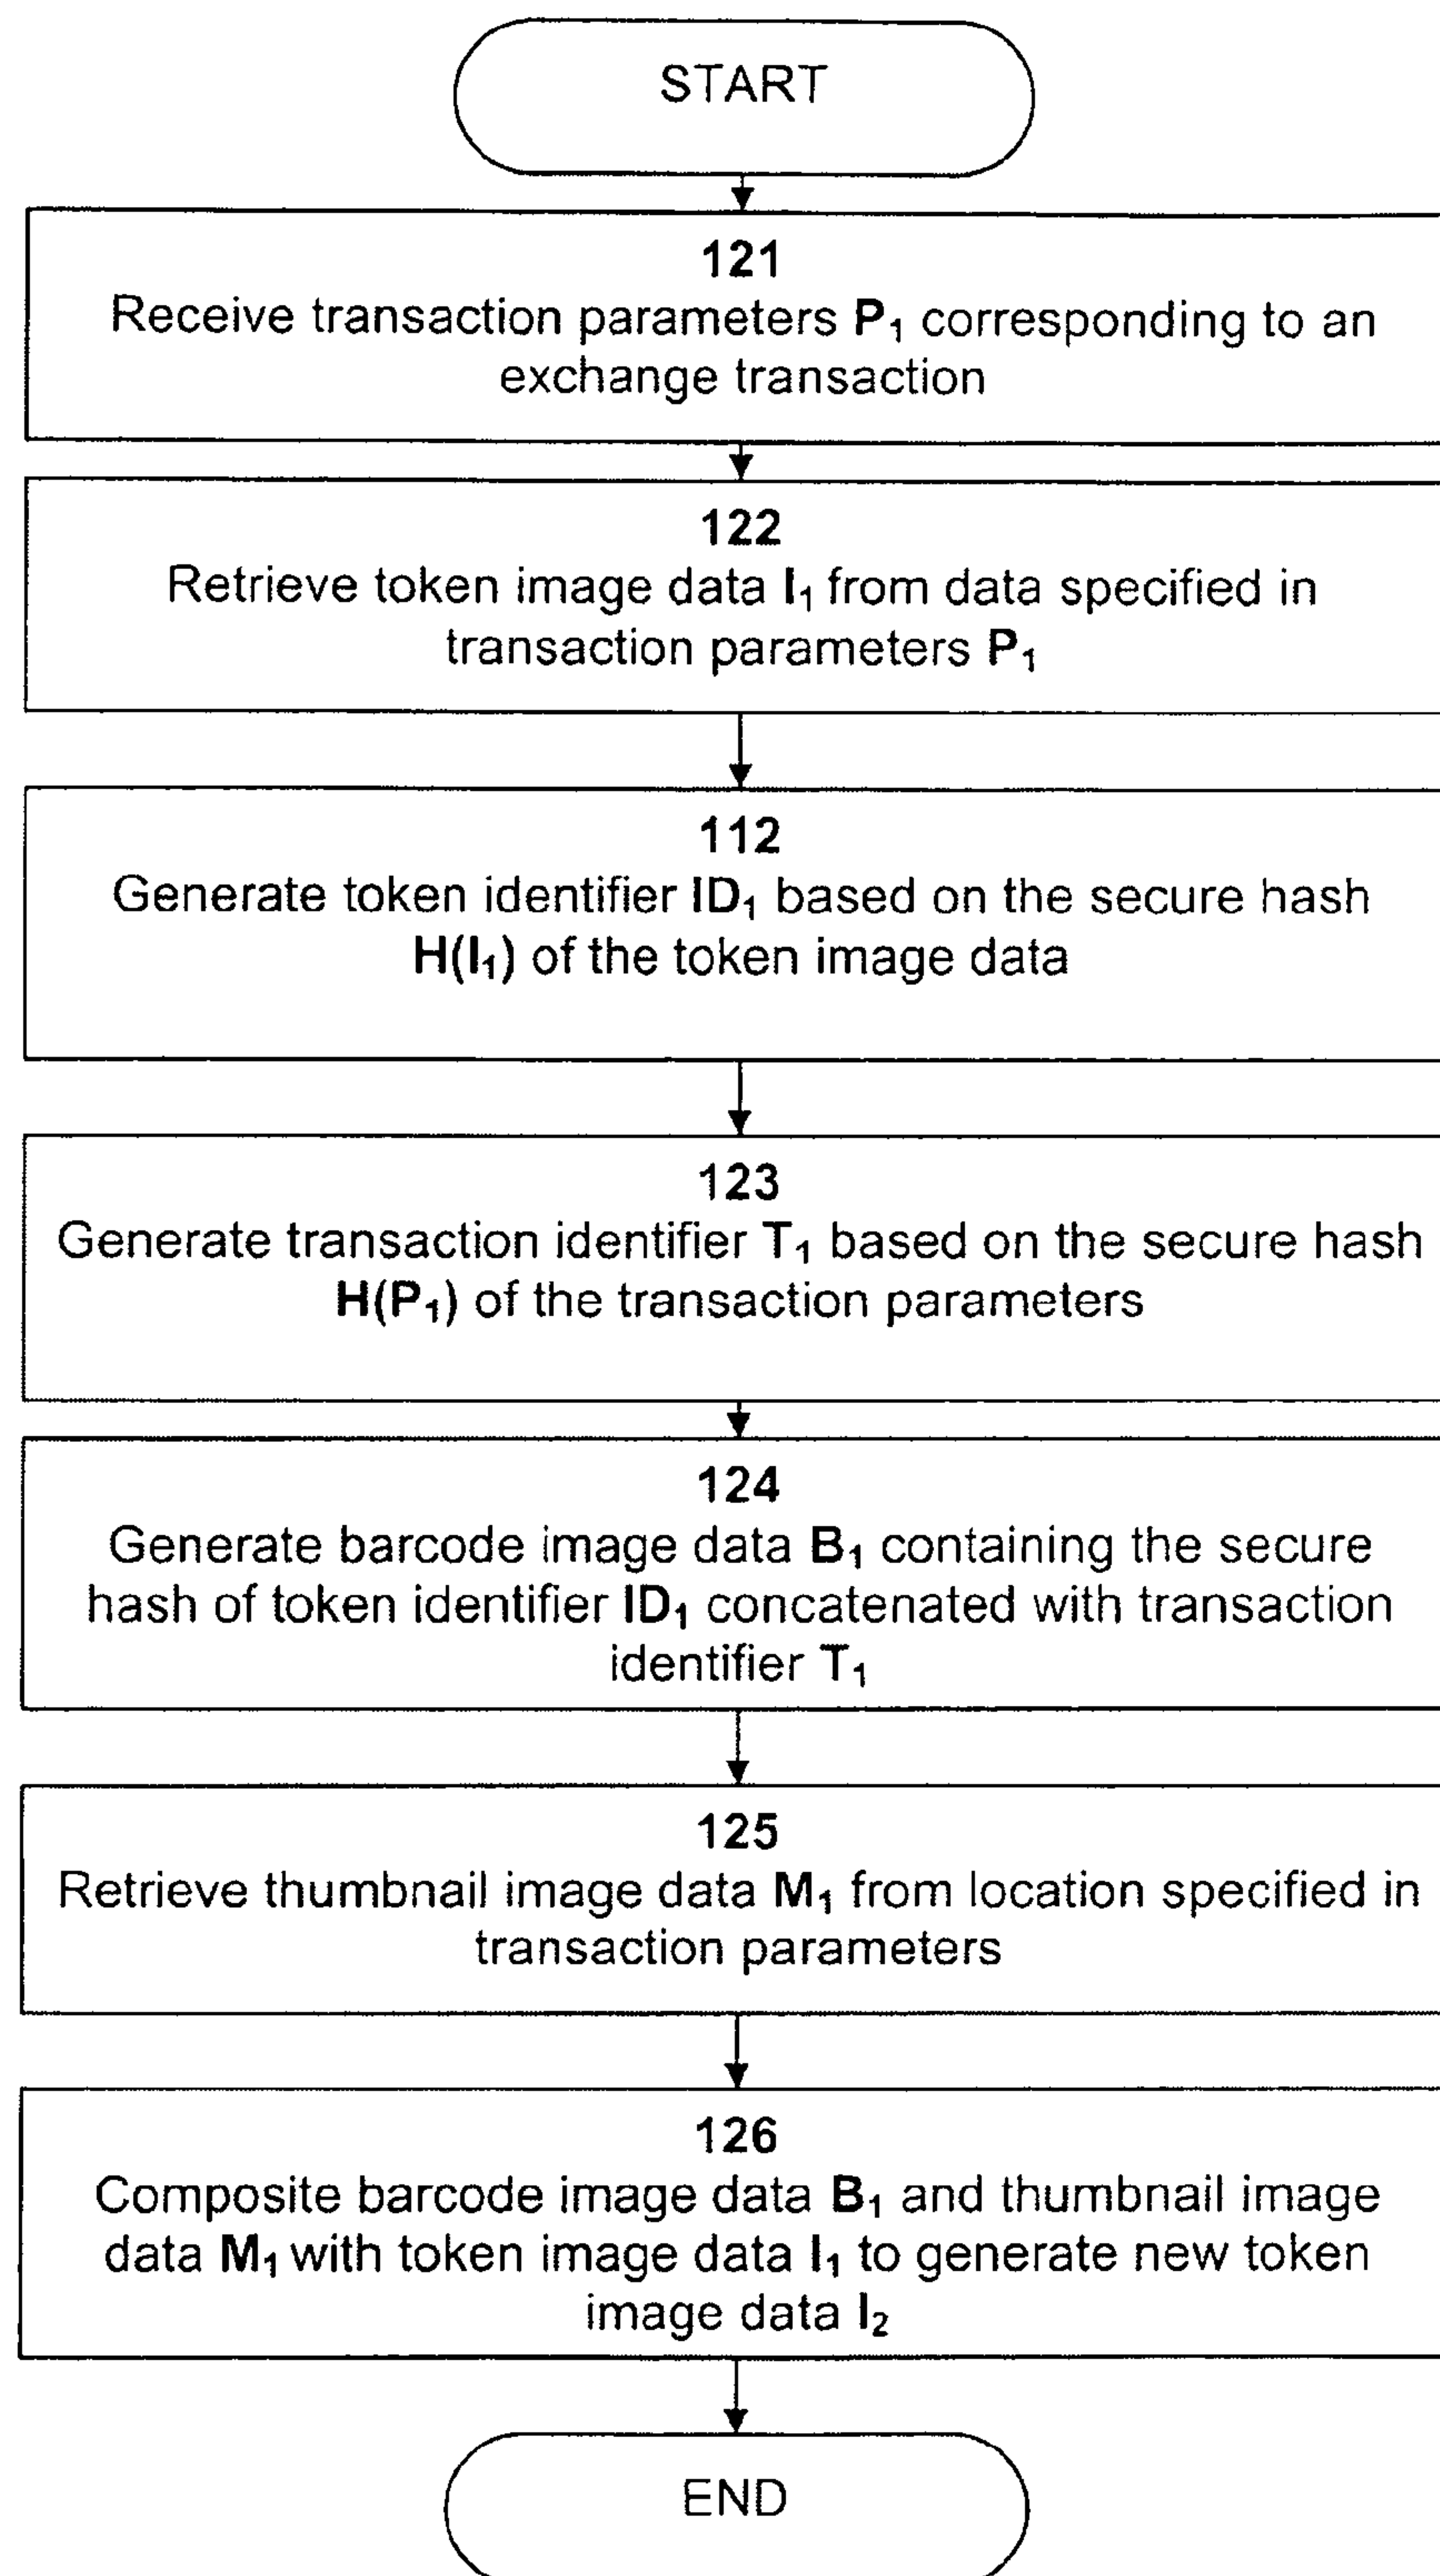 START
121
Receive transaction parameters P₁ corresponding to an
exchange transaction
122
Retrieve token image data I₁ from data specified in
transaction parameters P₁
112
Generate token identifier ID₁ based on the secure hash
H(I₁) of the token image data
123
Generate transaction identifier T₁ based on the secure hash
H(P₁) of the transaction parameters
124
Generate barcode image data B₁ containing the secure
hash of token identifier ID₁ concatenated with transaction
identifier T₁
125
Retrieve thumbnail image data M₁ from location specified in
transaction parameters
126
Composite barcode image data B₁ and thumbnail image
data M₁ with token image data I₁ to generate new token
image data I₂
END